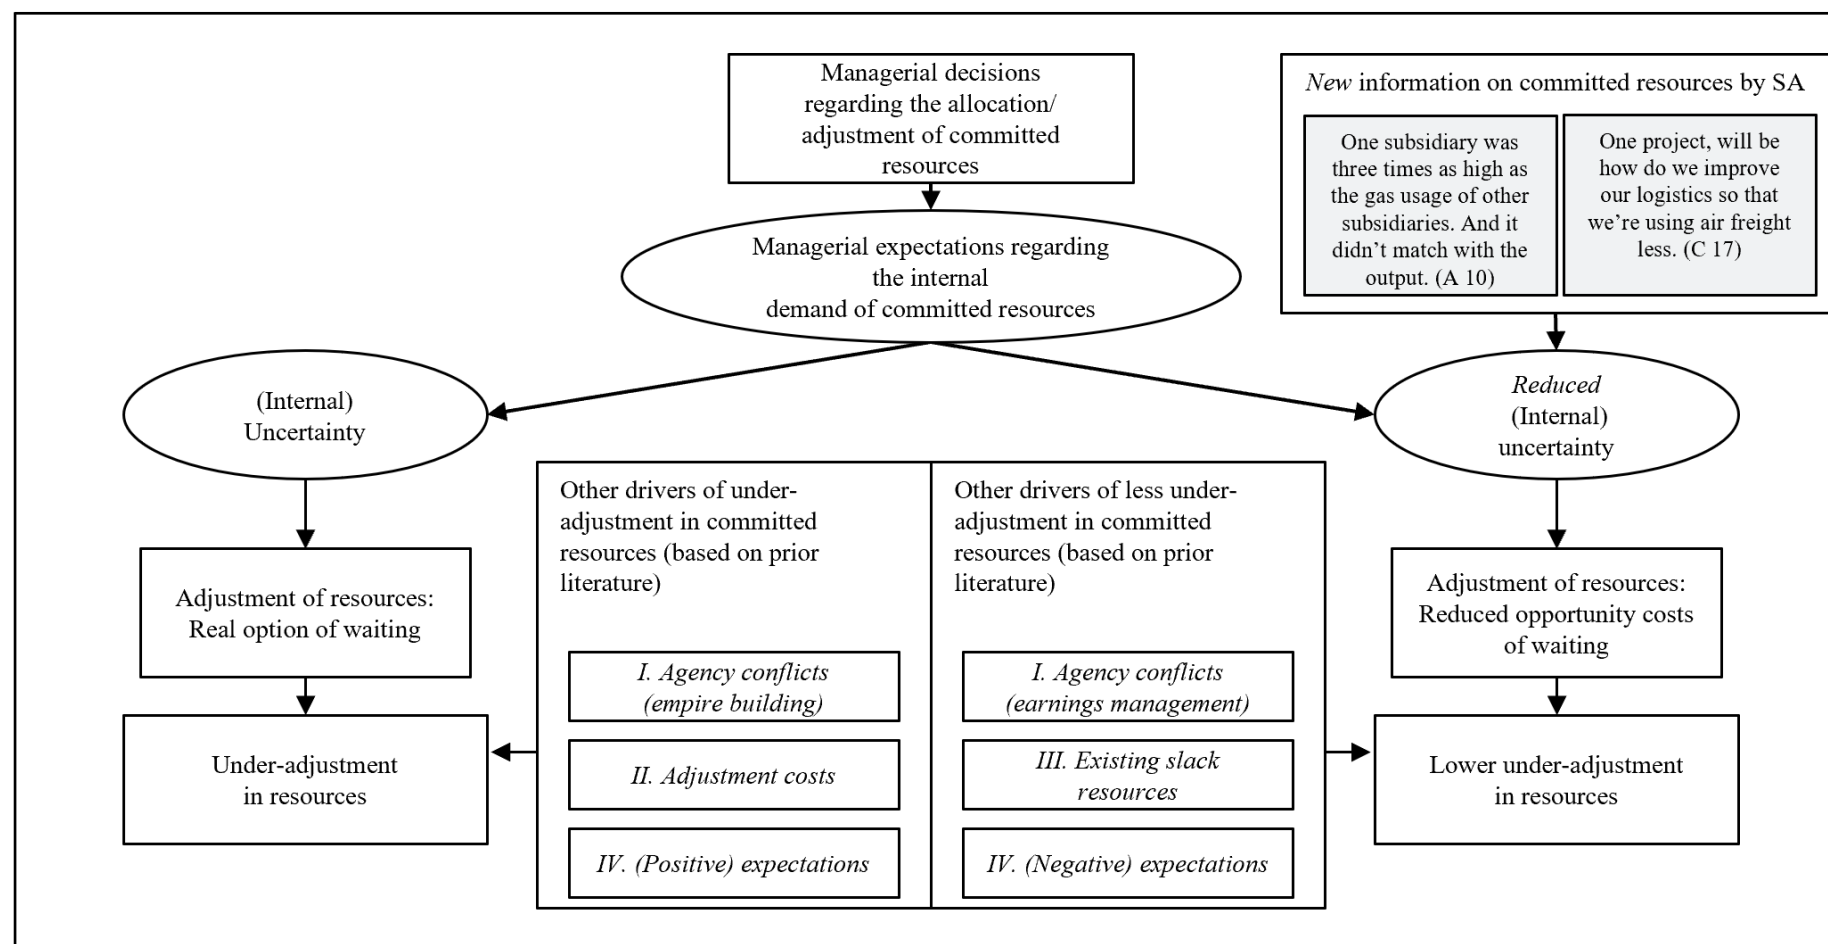 Managerial decisions
regarding the allocation/
adjustment of committed
resources
New information on committed resources by SA
One subsidiary was
three times as high as
the gas usage of other
subsidiaries. And it
didn’t match with the
output. (A 10)
One project, will be
how do we improve
our logistics so that
we’re using air freight
less. (C 17)
Managerial expectations regarding
the internal
demand of committed resources
(Internal)
Uncertainty
Reduced
(Internal)
uncertainty
Other drivers of under-
adjustment in committed
resources (based on prior
literature)
Other drivers of less under-
adjustment in committed
resources (based on prior
literature)
Adjustment of resources:
Real option of waiting
Adjustment of resources:
Reduced opportunity costs
of waiting
I. Agency conflicts
(empire building)
I. Agency conflicts
(earnings management)
Under-adjustment
in resources
II. Adjustment costs
III. Existing slack
resources
Lower under-adjustment
in resources
IV. (Positive) expectations
IV. (Negative) expectations